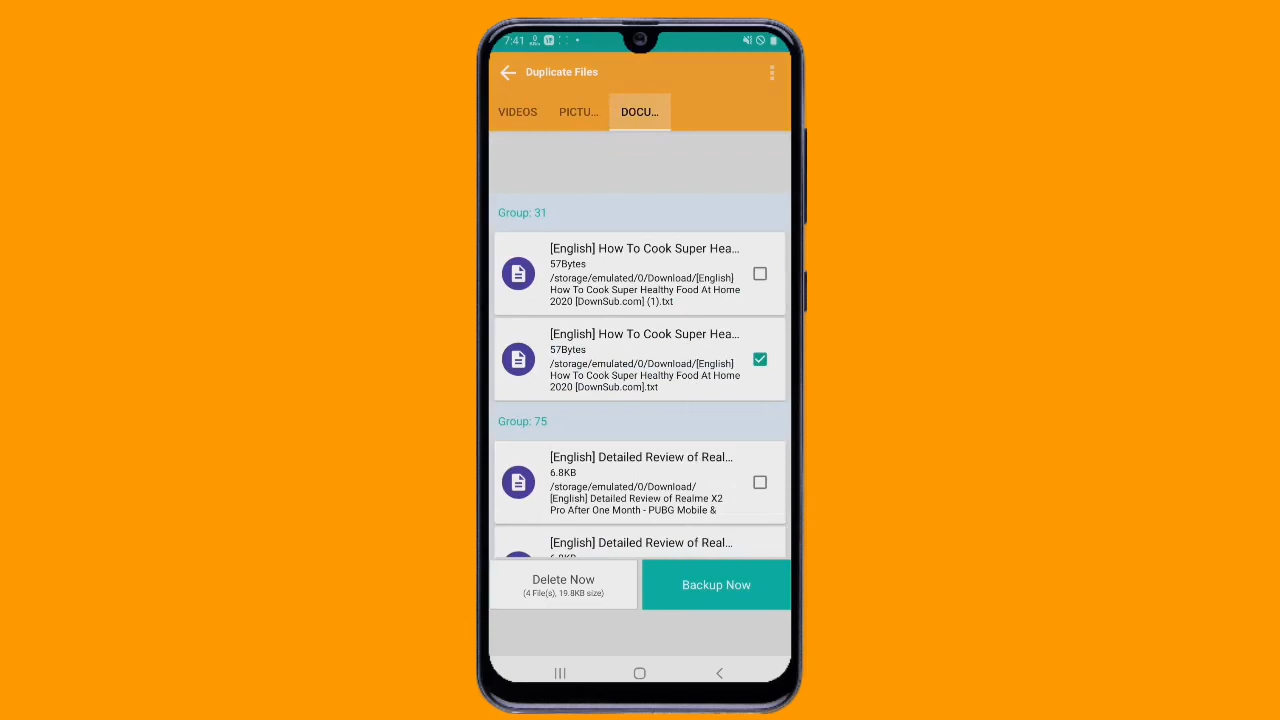 7:41
Duplicate Files
VIDEOS PICTU... DOCU...
Group: 31
[English] How To Cook Super Hea...
57Bytes
/storage/emulated/0/Download/[English]
How To Cook Super Healthy Food At Home
2020 [DownSub.com] (1).txt
[English] How To Cook Super Hea...
57Bytes
/storage/emulated/0/Download/[English]
How To Cook Super Healthy Food At Home
2020 [DownSub.com].txt
Group: 75
[English] Detailed Review of Real...
6.8KB
/storage/emulated/0/Download/
[English] Detailed Review of Realme X2
Pro After One Month - PUBG Mobile &
[English] Detailed Review of Real...
6.8KB
Delete Now
(4 File(s), 19.8KB size)
Backup Now